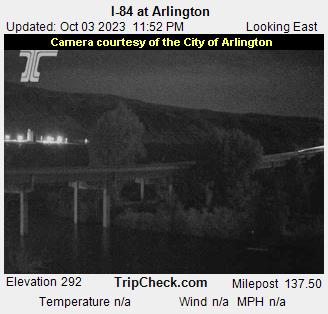 I-84 at Arlington
Updated: Oct 03 2023 11:52 PM Looking East
Camera courtesy of the City of Arlington
Elevation 292 TripCheck.com Milepost 137.50
Temperature n/a Wind n/a MPH n/a